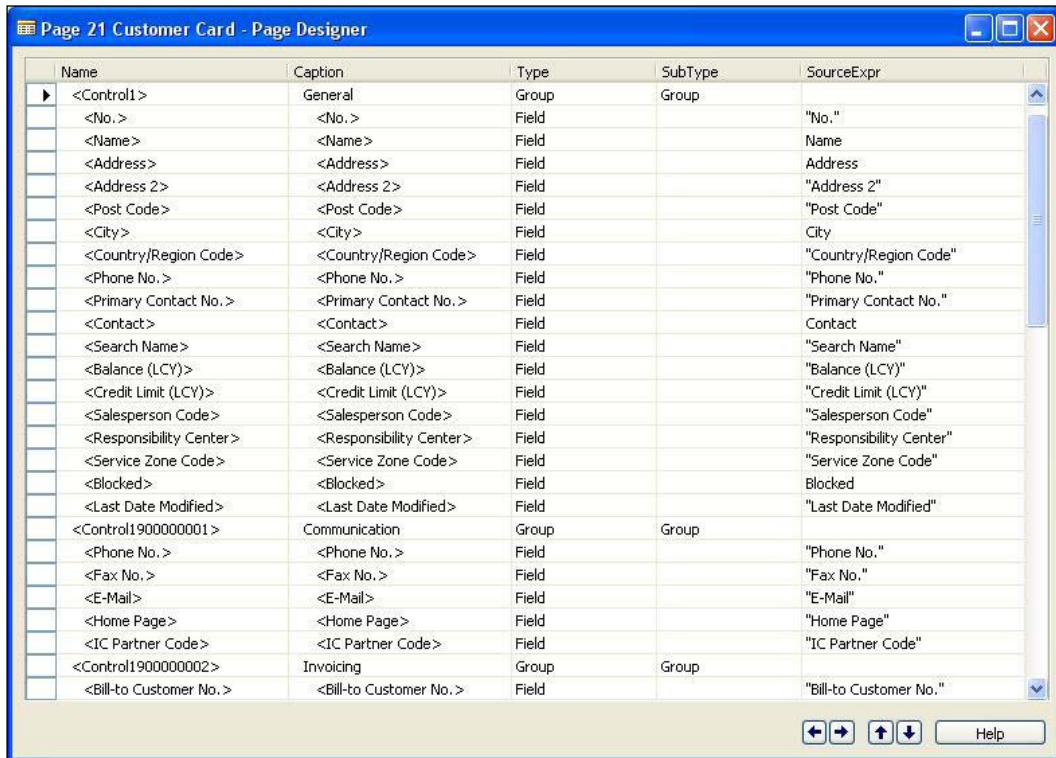 Page 21 Customer Card - Page Designer
Name Caption Type SubType SourceExpr
<Control1> General Group Group
<No.> <No.> Field "No."
<Name> <Name> Field Name
<Address> <Address> Field Address
<Address 2> <Address 2> Field "Address 2"
<Post Code> <Post Code> Field "Post Code"
<City> <City> Field City
<Country/Region Code> <Country/Region Code> Field "Country/Region Code"
<Phone No.> <Phone No.> Field "Phone No."
<Primary Contact No.> <Primary Contact No.> Field "Primary Contact No."
<Contact> <Contact> Field Contact
<Search Name> <Search Name> Field "Search Name"
<Balance (LCY)> <Balance (LCY)> Field "Balance (LCY)"
<Credit Limit (LCY)> <Credit Limit (LCY)> Field "Credit Limit (LCY)"
<Salesperson Code> <Salesperson Code> Field "Salesperson Code"
<Responsibility Center> <Responsibility Center> Field "Responsibility Center"
<Service Zone Code> <Service Zone Code> Field "Service Zone Code"
<Blocked> <Blocked> Field Blocked
<Last Date Modified> <Last Date Modified> Field "Last Date Modified"
<Control1900000001> Communication Group Group
<Phone No.> <Phone No.> Field "Phone No."
<Fax No.> <Fax No.> Field "Fax No."
<E-Mail> <E-Mail> Field "E-Mail"
<Home Page> <Home Page> Field "Home Page"
<IC Partner Code> <IC Partner Code> Field "IC Partner Code"
<Control1900000002> Invoicing Group Group
<Bill-to Customer No.> <Bill-to Customer No.> Field "Bill-to Customer No."
Help